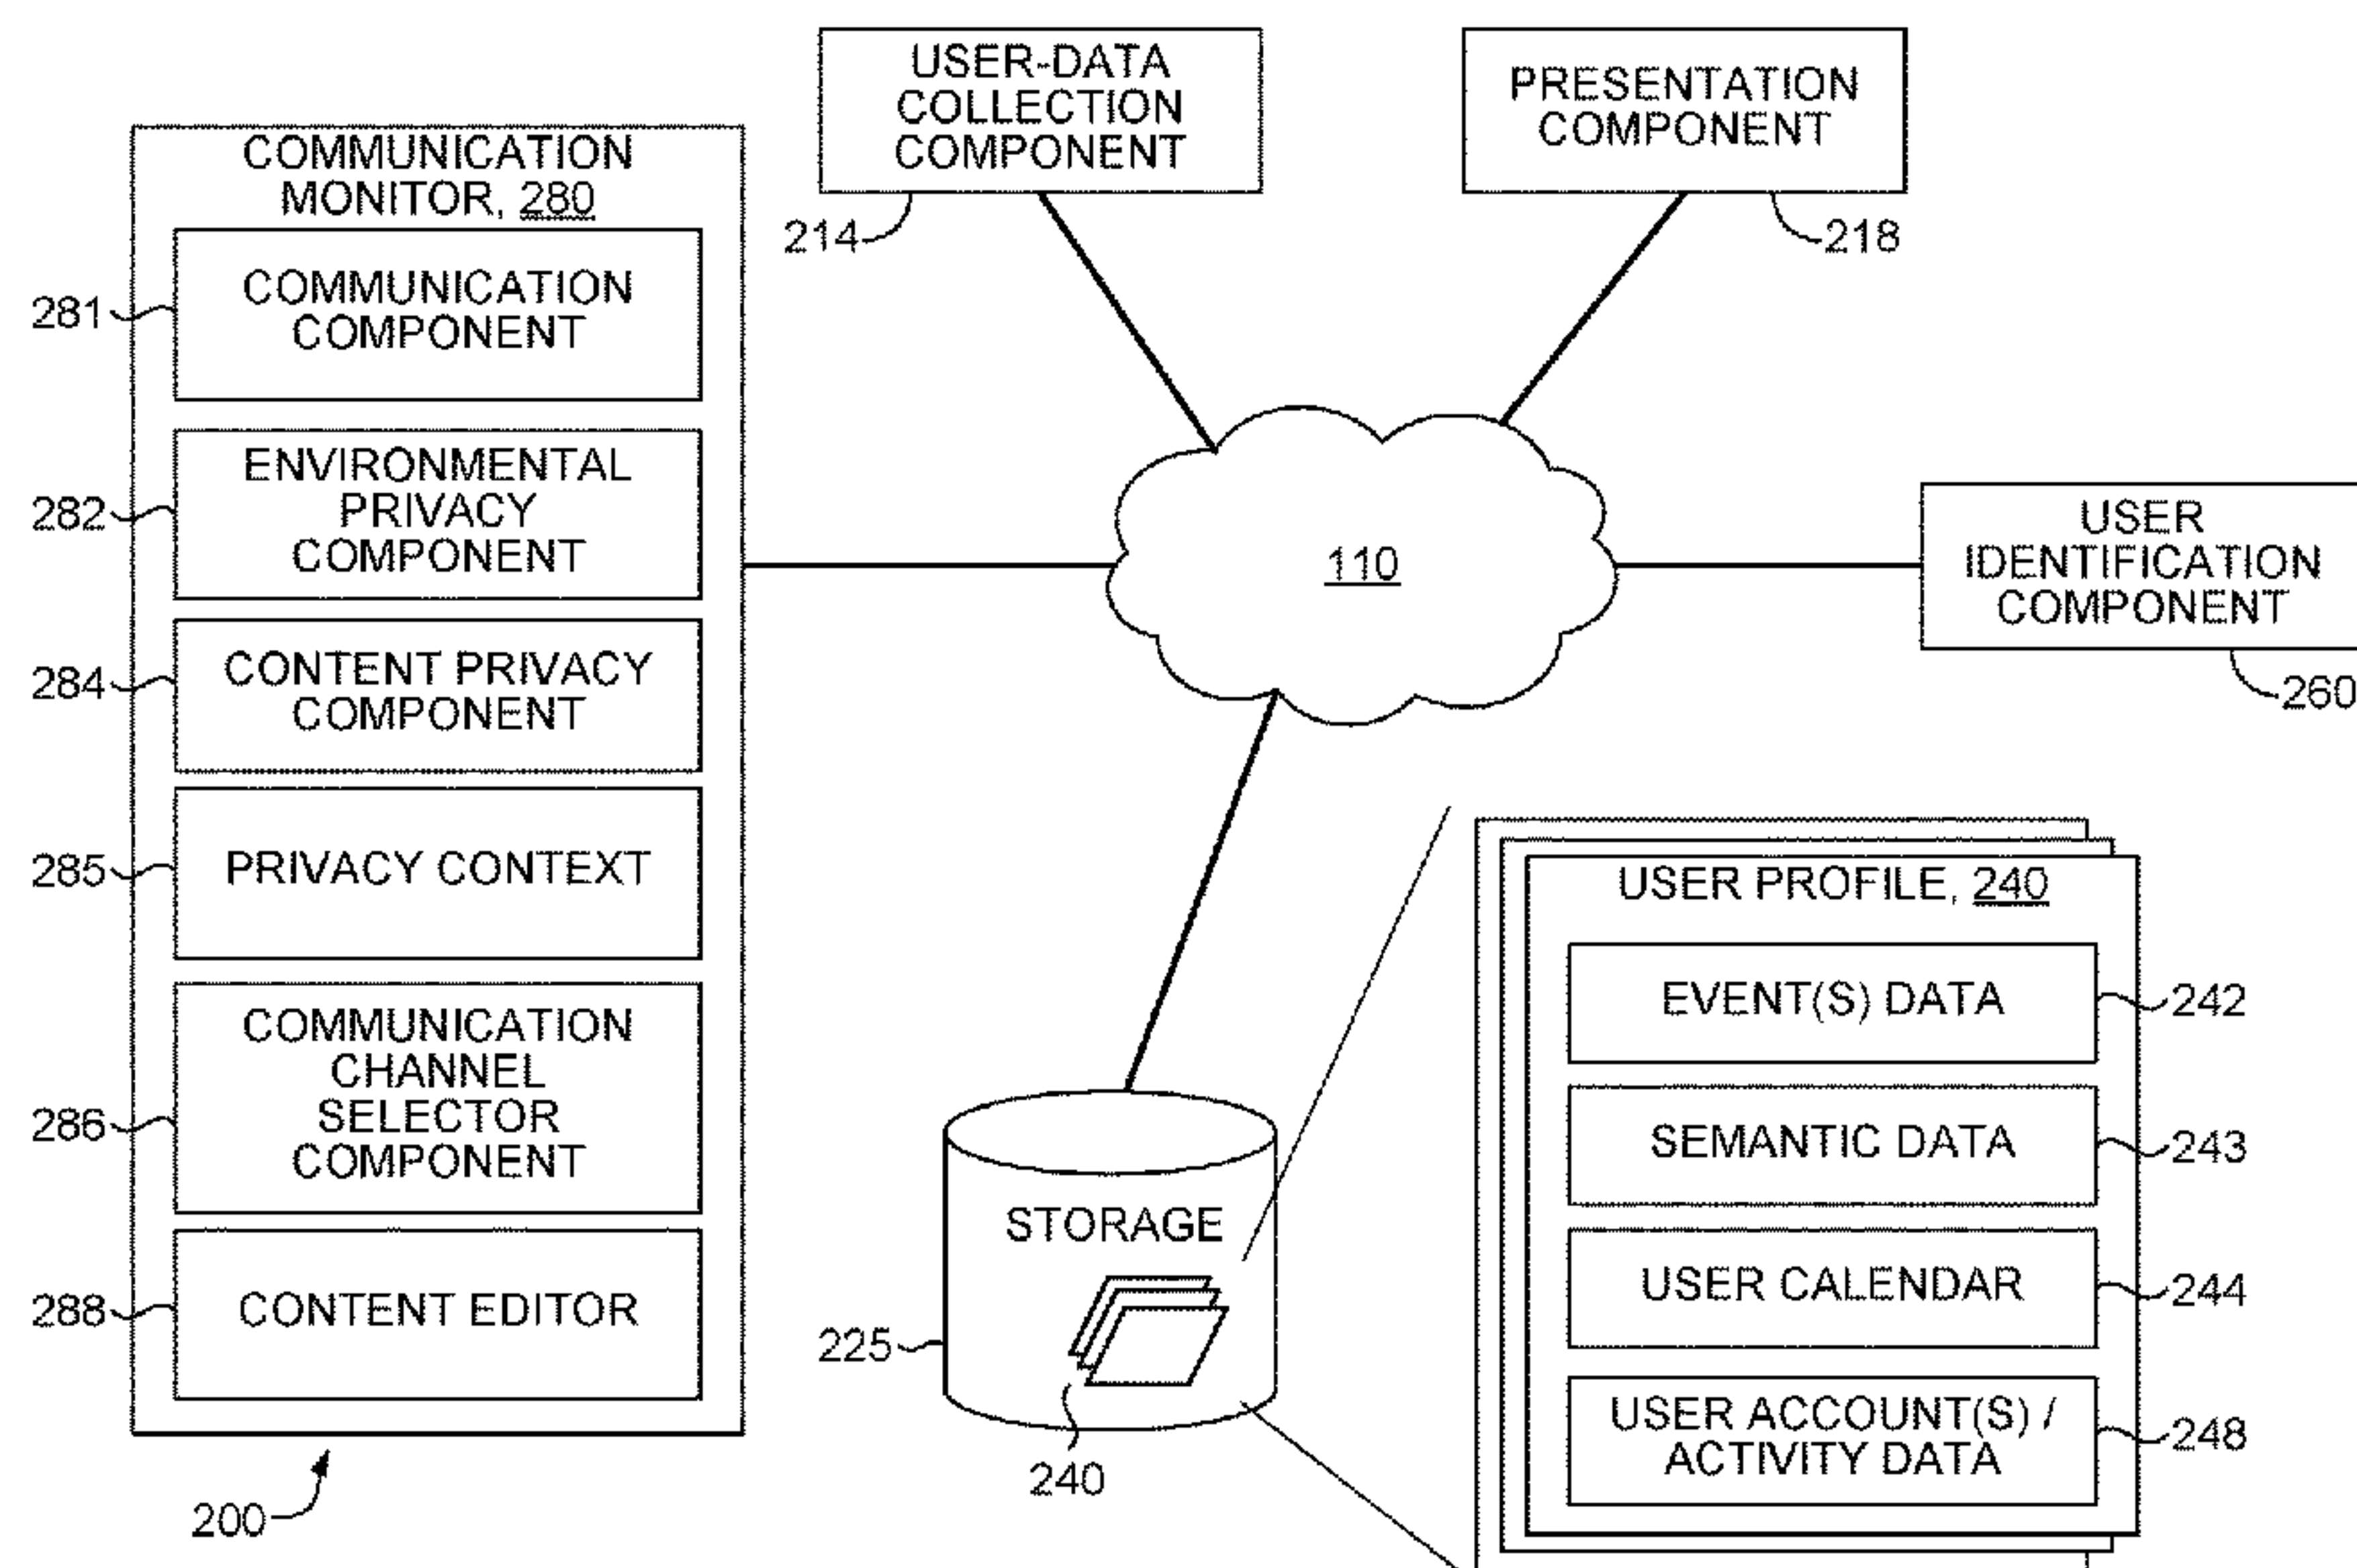 COMMUNICATION
MONITOR, 280
281
COMMUNICATION
COMPONENT
282
ENVIRONMENTAL
PRIVACY
COMPONENT
284
CONTENT PRIVACY
COMPONENT
285
PRIVACY CONTEXT
286
COMMUNICATION
CHANNEL
SELECTOR
COMPONENT
288
CONTENT EDITOR
200
USER-DATA
COLLECTION
COMPONENT
214
PRESENTATION
COMPONENT
218
110
USER
IDENTIFICATION
COMPONENT
260
STORAGE
225
240
USER PROFILE, 240
EVENT(S) DATA
242
SEMANTIC DATA
243
USER CALENDAR
244
USER ACCOUNT(S) /
ACTIVITY DATA
248